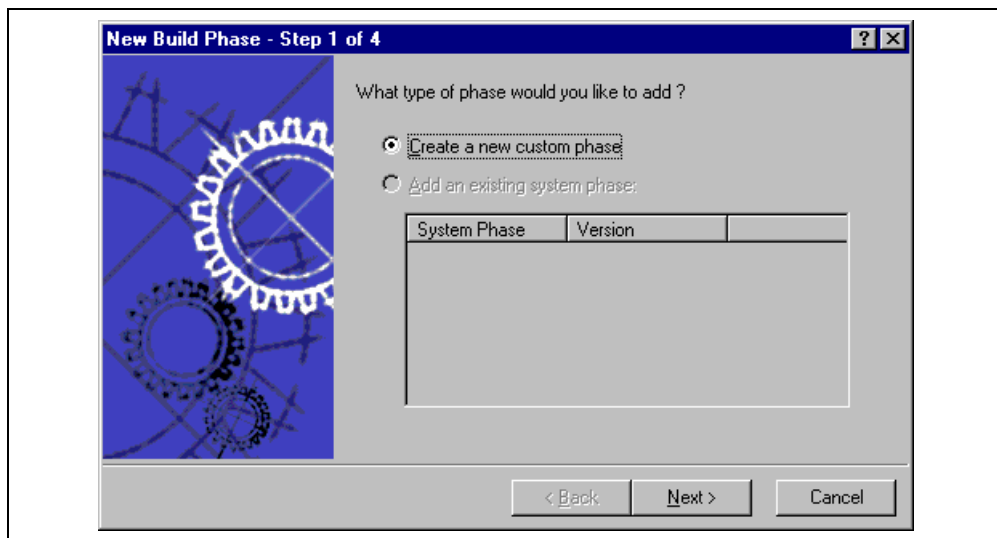 New Build Phase - Step 1 of 4
What type of phase would you like to add ?
Create a new custom phase
Add an existing system phase:
System Phase Version
< Back Next > Cancel